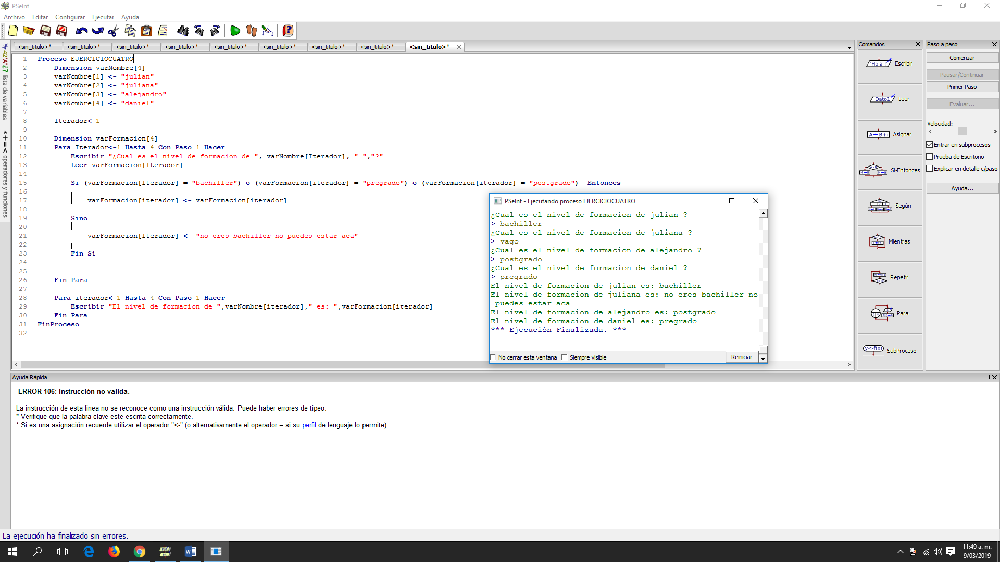 PSeInt
Archivo Editar Configurar Ejecutar Ayuda
<sin_titulo>* <sin_titulo>* <sin_titulo>* <sin_titulo>* <sin_titulo>* <sin_titulo>* <sin_titulo>* <sin_titulo>* <sin_titulo>*
lista de variables
operadores y funciones
1 Proceso EJERCICIOCUATRO
2 Dimension varNombre[4]
3 varNombre[1] <- "julian"
4 varNombre[2] <- "juliana"
5 varNombre[3] <- "alejandro"
6 varNombre[4] <- "daniel"
7
8 Iterador<-1
9
10 Dimension varFormacion[4]
11 Para Iterador<-1 Hasta 4 Con Paso 1 Hacer
12 Escribir "¿Cual es el nivel de formacion de ", varNombre[Iterador], " ","?"
13 Leer varFormacion[Iterador]
14
15 Si (varFormacion[Iterador] = "bachiller") o (varFormacion[iterador] = "pregrado") o (varFormacion[iterador] = "postgrado") Entonces
16
17 varFormacion[iterador] <- varFormacion[iterador]
18
19 Sino
20
21 varFormacion[Iterador] <- "no eres bachiller no puedes estar aca"
22
23 Fin Si
24
25
26 Fin Para
27
28 Para iterador<-1 Hasta 4 Con Paso 1 Hacer
29 Escribir "El nivel de formacion de ",varNombre[iterador]," es: ",varFormacion[iterador]
30 Fin Para
31 FinProceso
32
PSeInt - Ejecutando proceso EJERCICIOCUATRO
¿Cual es el nivel de formacion de julian ?
> bachiller
¿Cual es el nivel de formacion de juliana ?
> vago
¿Cual es el nivel de formacion de alejandro ?
> postgrado
¿Cual es el nivel de formacion de daniel ?
> pregrado
El nivel de formacion de julian es: bachiller
El nivel de formacion de juliana es: no eres bachiller no
puedes estar aca
El nivel de formacion de alejandro es: postgrado
El nivel de formacion de daniel es: pregrado
*** Ejecución Finalizada. ***
No cerrar esta ventana Siempre visible Reiniciar
Comandos
'Hola !' Escribir
Dato1 Leer
A←B+i Asignar
Si-Entonces
Según
Mientras
Repetir
Para
y<-f(x) SubProceso
Paso a paso
Comenzar
Pausar/Continuar
Primer Paso
Evaluar...
Velocidad:
Entrar en subprocesos
Prueba de Escritorio
Explicar en detalle c/paso
Ayuda...
Ayuda Rápida
ERROR 106: Instrucción no valida.
La instrucción de esta linea no se reconoce como una instrucción válida. Puede haber errores de tipeo.
* Verifique que la palabra clave este escrita correctamente.
* Si es una asignación recuerde utilizar el operador "<-" (o alternativamente el operador = si su perfil de lenguaje lo permite).
La ejecución ha finalizado sin errores.
11:49 a. m.
9/03/2019